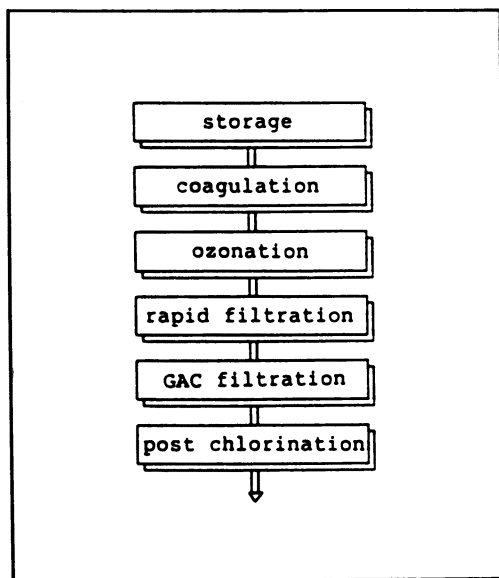 storage
coagulation
ozonation
rapid filtration
GAC filtration
post chlorination